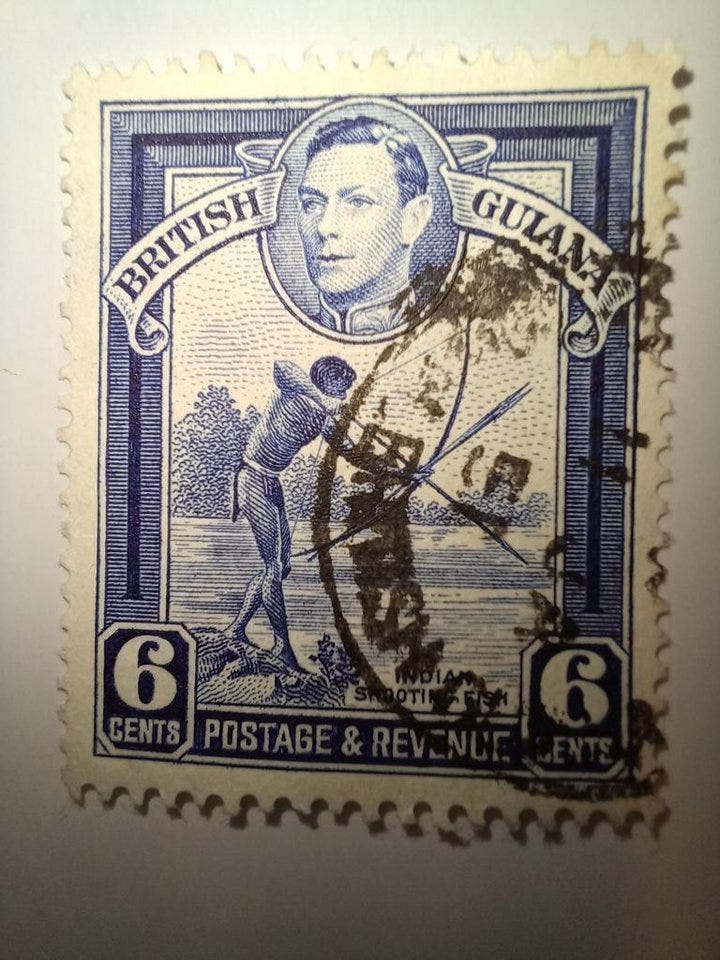 BRITISH GUIANA
INDIAN
SHOOTING FISH
6 CENTS
POSTAGE & REVENUE
6 CENTS